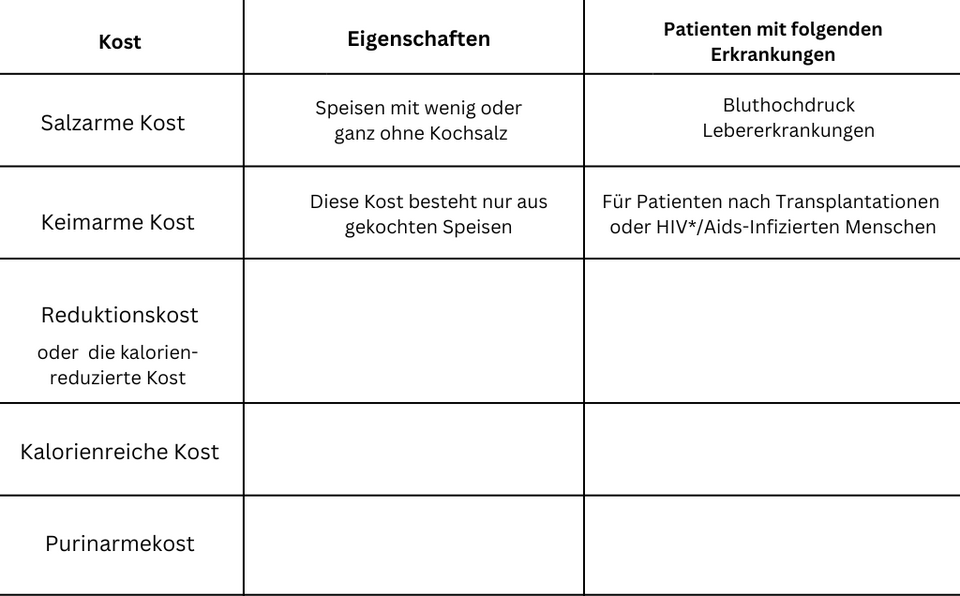 Kost
Eigenschaften
Patienten mit folgenden
Erkrankungen
Salzarme Kost
Speisen mit wenig oder
ganz ohne Kochsalz
Bluthochdruck
Lebererkrankungen
Keimarme Kost
Diese Kost besteht nur aus
gekochten Speisen
Für Patienten nach Transplantationen
oder HIV*/Aids-Infizierten Menschen
Reduktionskost
oder die kalorien-
reduzierte Kost
Kalorienreiche Kost
Purinarmekost